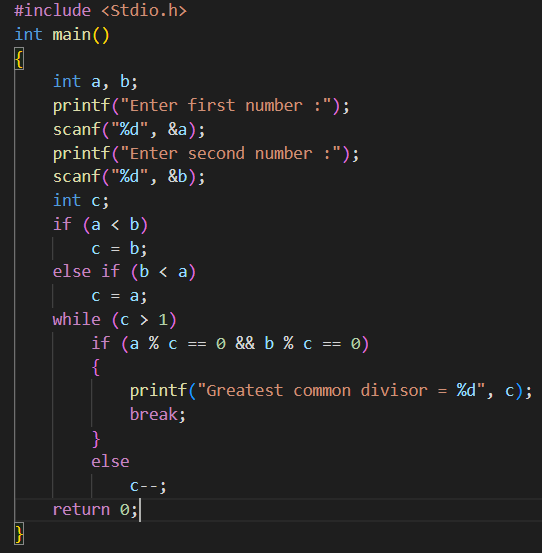 #include <Stdio.h>
int main()
{
    int a, b;
    printf("Enter first number :");
    scanf("%d", &a);
    printf("Enter second number :");
    scanf("%d", &b);
    int c;
    if (a < b)
        c = b;
    else if (b < a)
        c = a;
    while (c > 1)
        if (a % c == 0 && b % c == 0)
        {
            printf("Greatest common divisor = %d", c);
            break;
        }
        else
            c--;
    return 0;
}